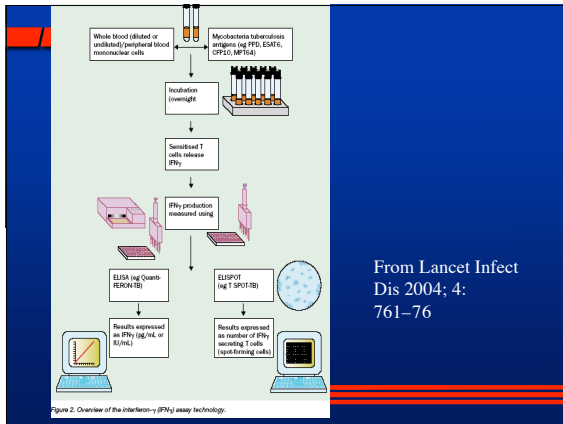 Whole blood (diluted or
undiluted)/peripheral blood
mononuclear cells
Mycobacteria tuberculosis
antigens (eg PPD, ESAT6,
CFP10, MPT64)
Incubation
(overnight
Sensitised T
cells release
IFNγ
IFNγ production
measured using
ELISA (eg Quanti-
FERON-TB)
ELISPOT
(eg T SPOT-TB)
Results expressed
as IFNγ (pg/mL or
IU/mL)
Results expressed
as number of IFNγ
secreting T cells
(spot-forming cells)
From Lancet Infect
Dis 2004; 4:
761–76
Figure 2. Overview of the interferon-γ (IFNγ) assay technology.